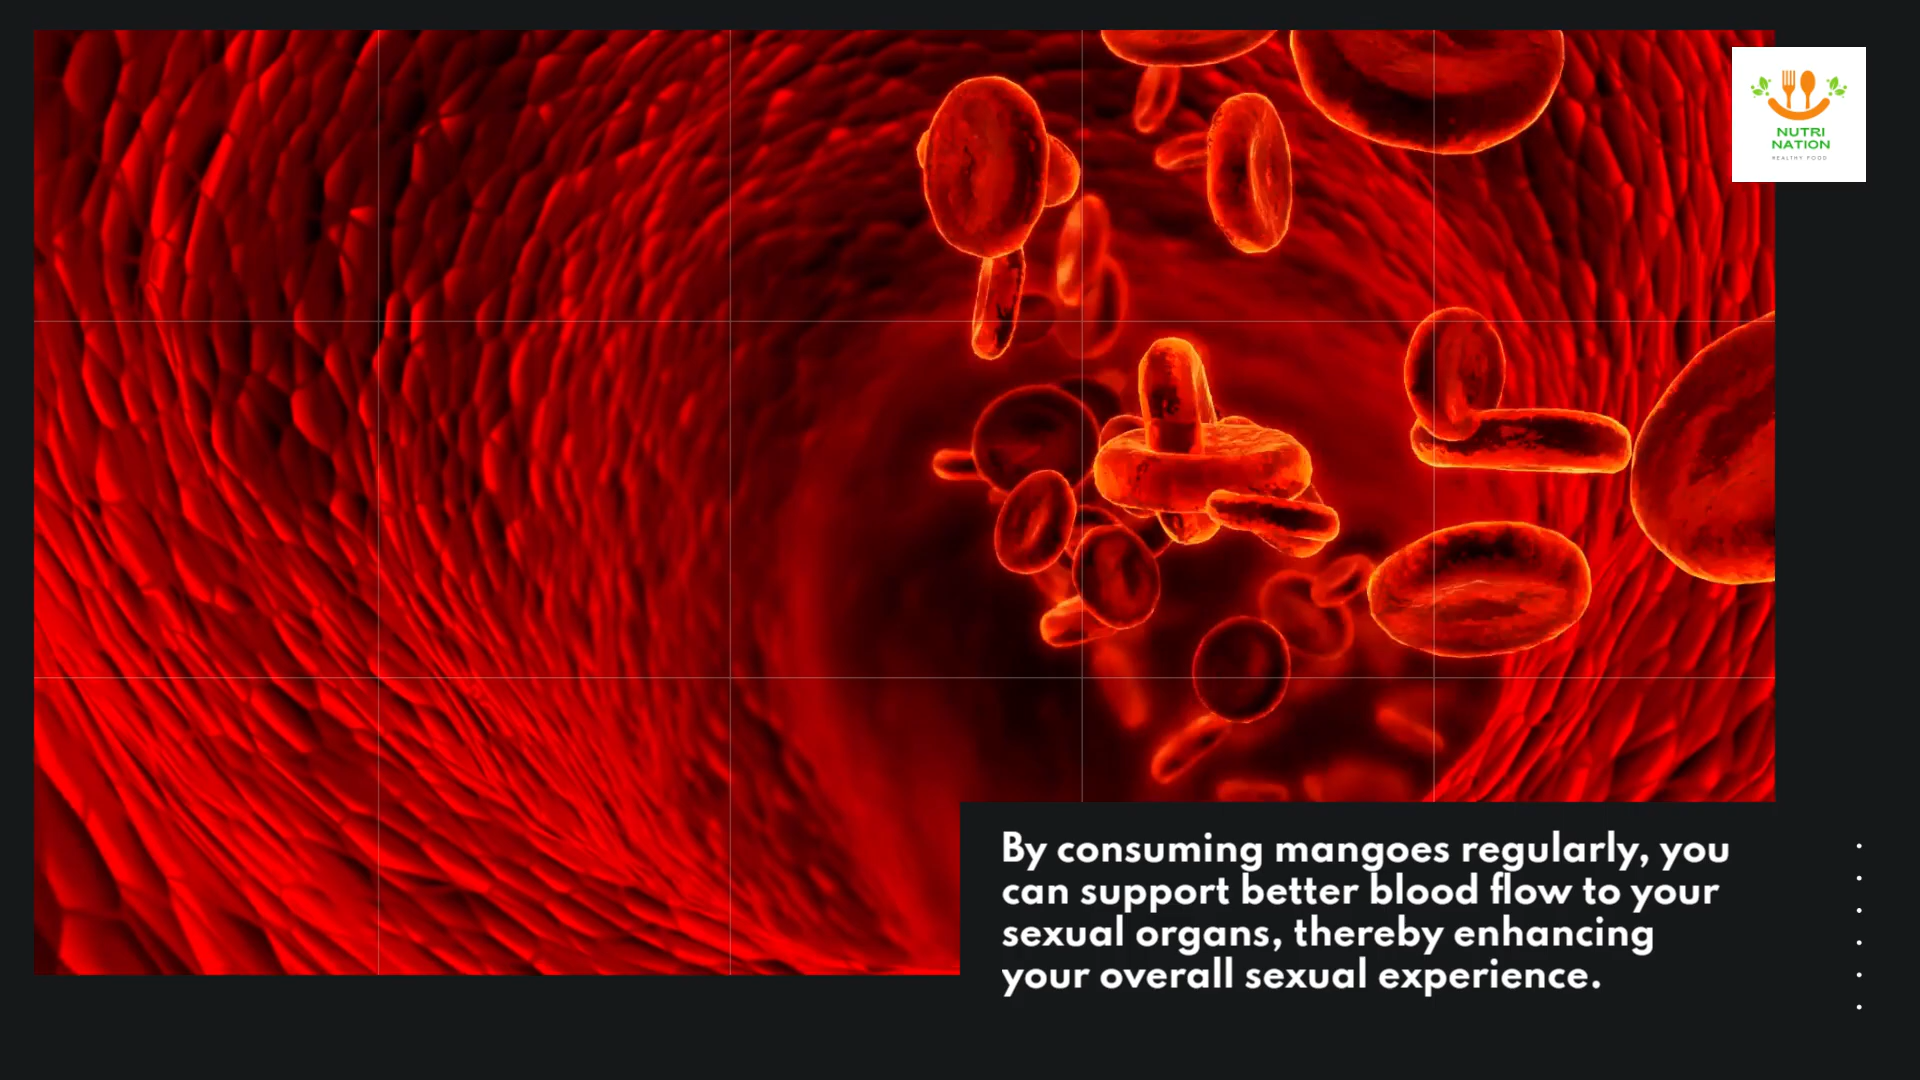 NUTRI
NATION
HEALTHY FOOD
By consuming mangoes regularly, you
can support better blood flow to your
sexual organs, thereby enhancing
your overall sexual experience.